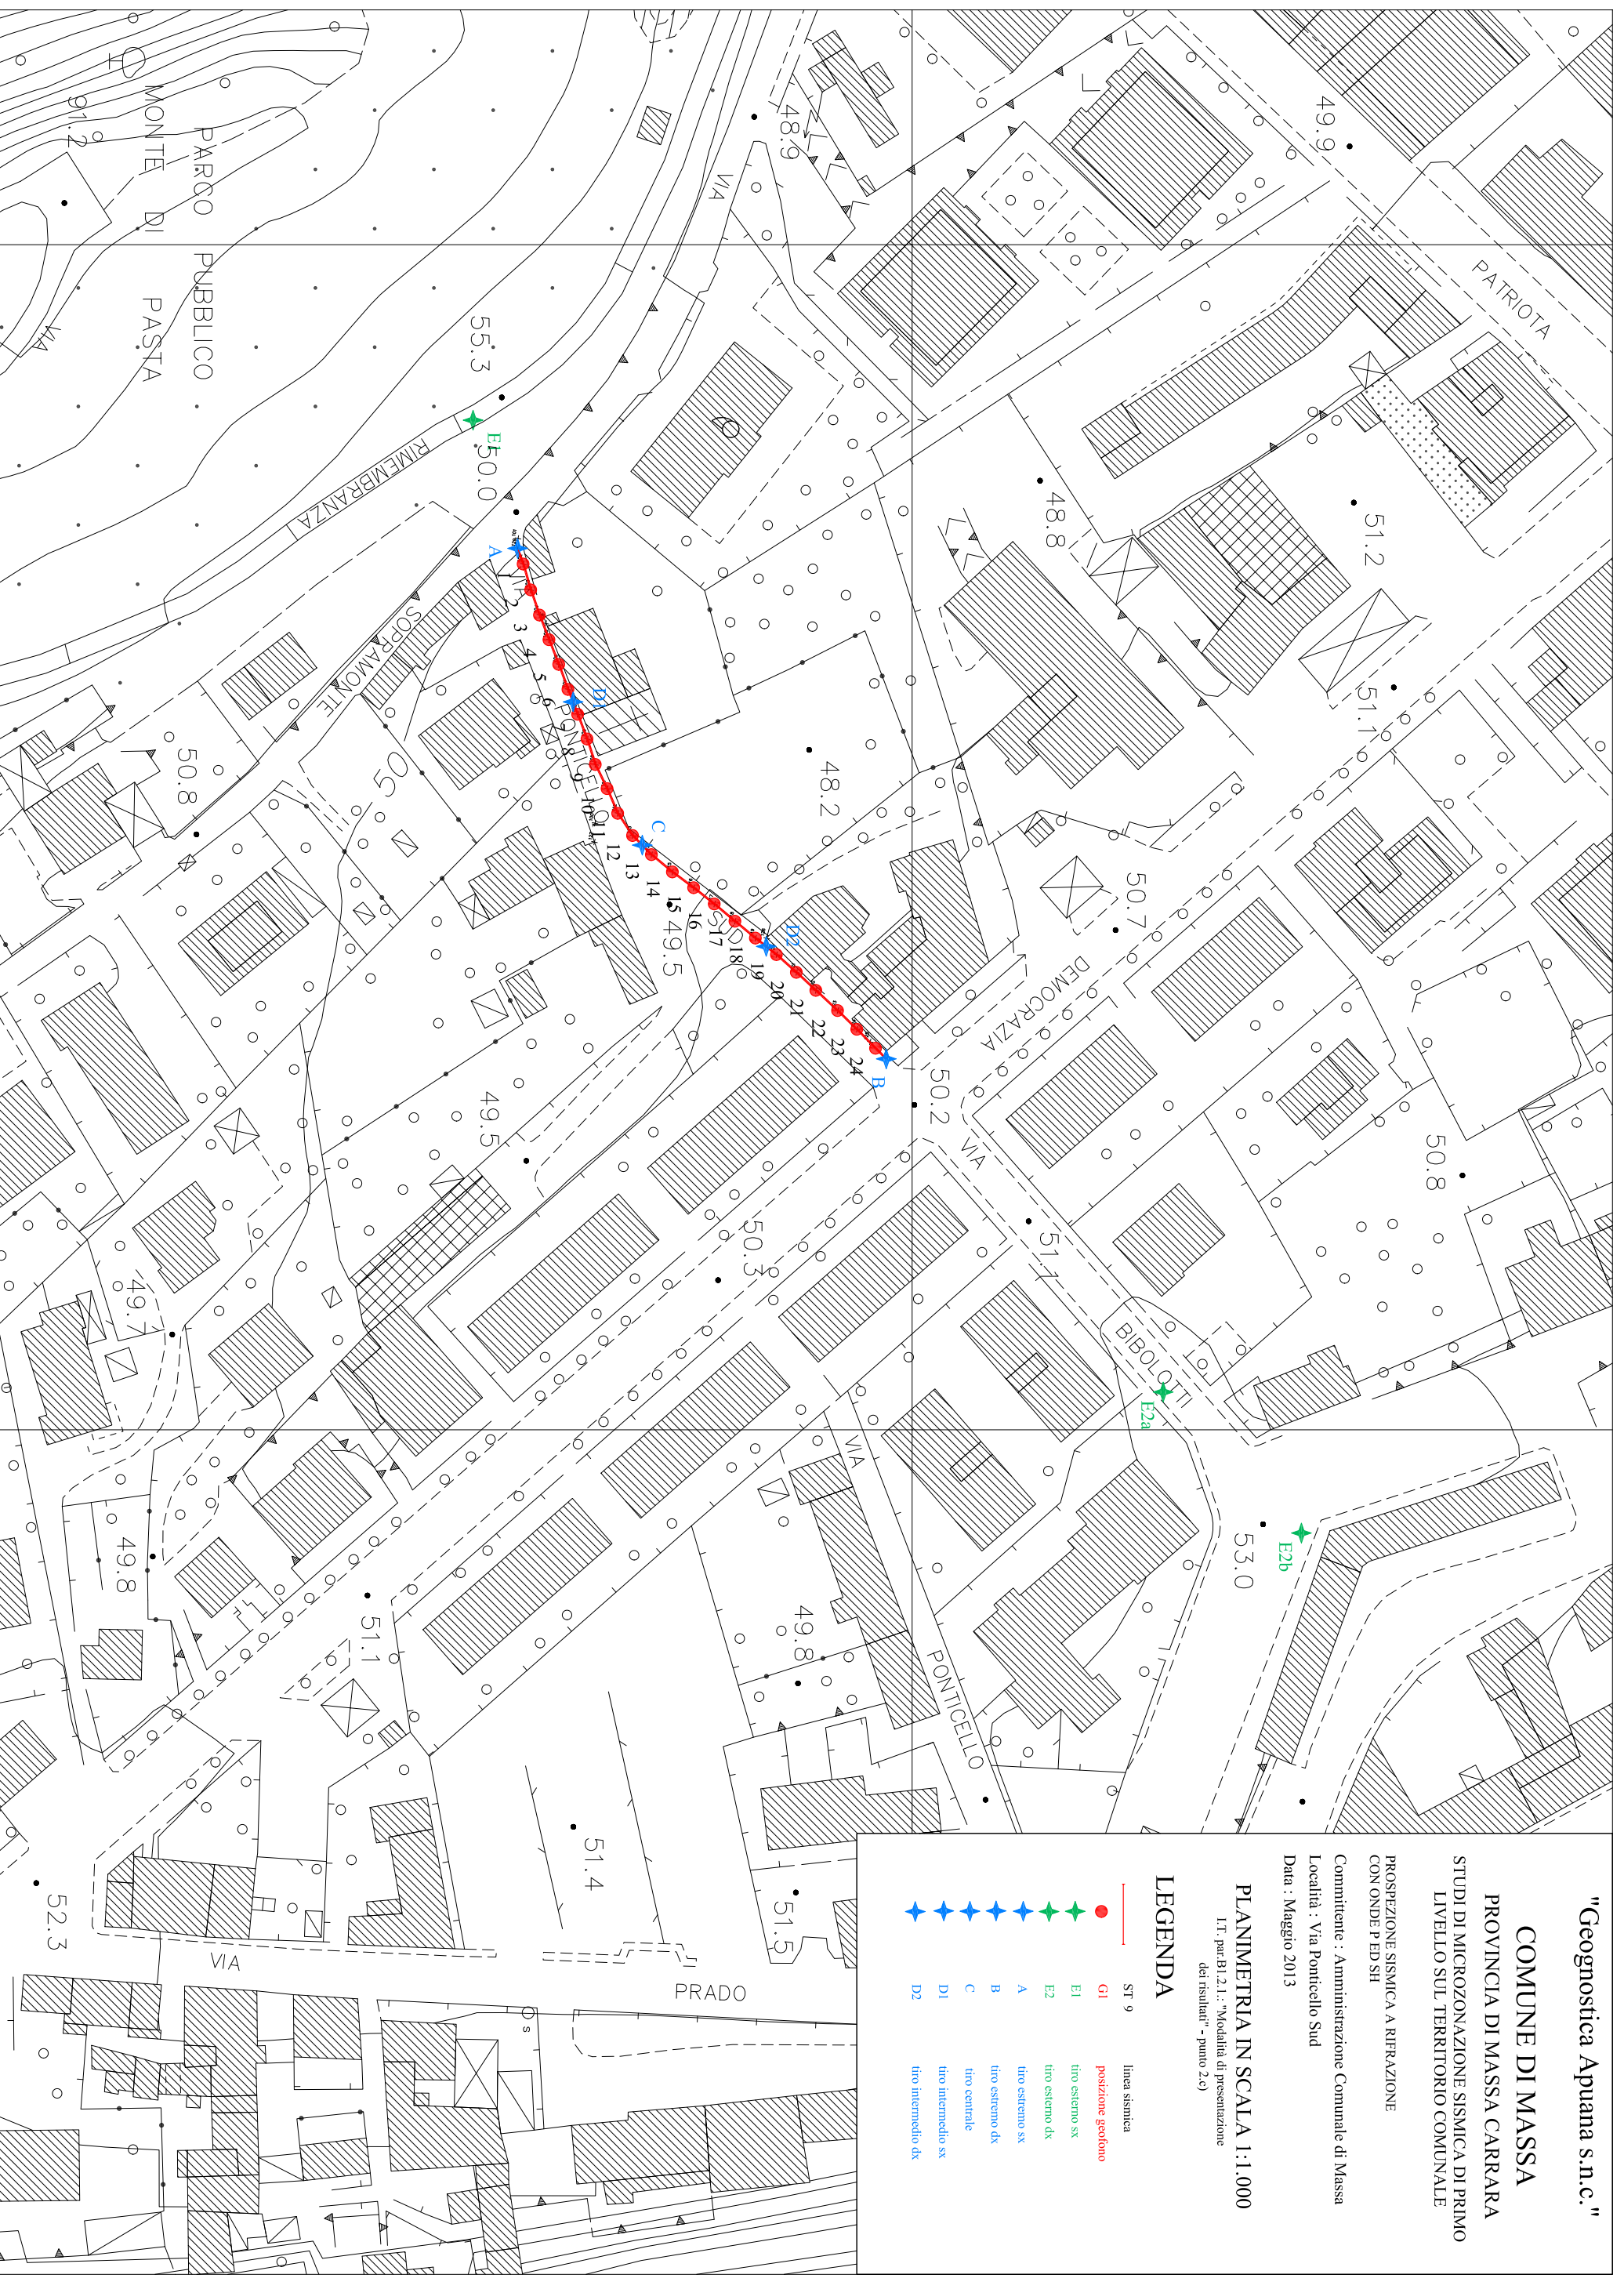 "Geognostica Apuana s.n.c."
COMUNE DI MASSA
PROVINCIA DI MASSA CARRARA
STUDI DI MICROZONAZIONE SISMICA DI PRIMO
LIVELLO SUL TERRITORIO COMUNALE
PROSPEZIONE SISMICA A RIFRAZIONE
CON ONDE P ED SH
Committente : Amministrazione Comunale di Massa
Località : Via Ponticello Sud
Data : Maggio 2013
PLANIMETRIA IN SCALA 1:1.000
I.T. par.B1.2.1.: "Modalità di presentazione
dei risultati" - punto 2.c)
LEGENDA
ST 9 linea sismica
G1 posizione geofono
E1 tiro esterno sx
E2 tiro esterno dx
A tiro estremo sx
B tiro estremo dx
C tiro centrale
D1 tiro intermedio sx
D2 tiro intermedio dx
PATRIOTA
49.9
51.2
51.1
50.8
48.9
VIA
48.8
50.7
DEMOCRAZIA
50.2
VIA
51.7
BIBOLOTTI
E2a
E2b
53.0
48.2
PARCO PUBBLICO
MONTE DI PASTA
91.2
VIA
55.3
E1
50.0
RIMEMBRANZA
SOPRAMONTE
A
VIA
PONTICELLO
SUD
2
3
4
5
6
D1
7
8
9
10
11
12
13
C
14
15
16
17
18
D2
19
20
21
22
23
24
B
49.5
49.5
50
50.8
50.3
49.7
49.8
51.1
49.8
VIA
PONTICELLO
51.4
51.5
52.3
VIA
PRADO
s